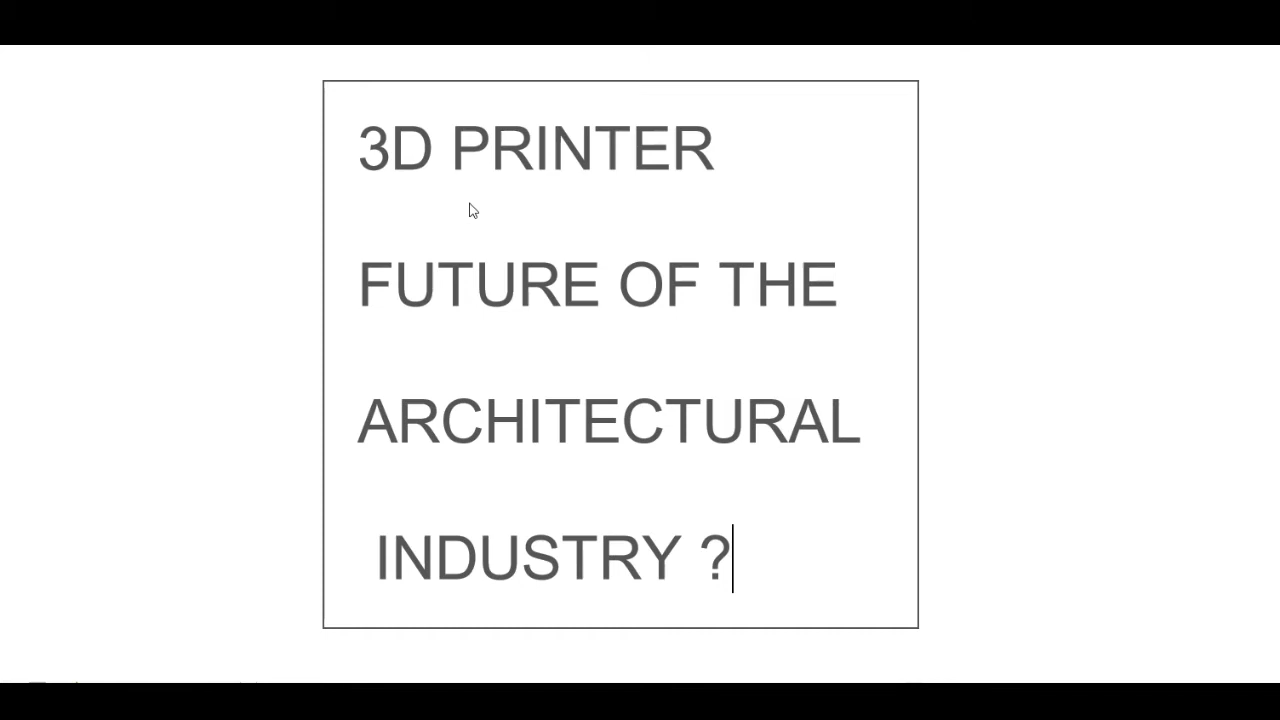 3D PRINTER
FUTURE OF THE
ARCHITECTURAL
INDUSTRY ?